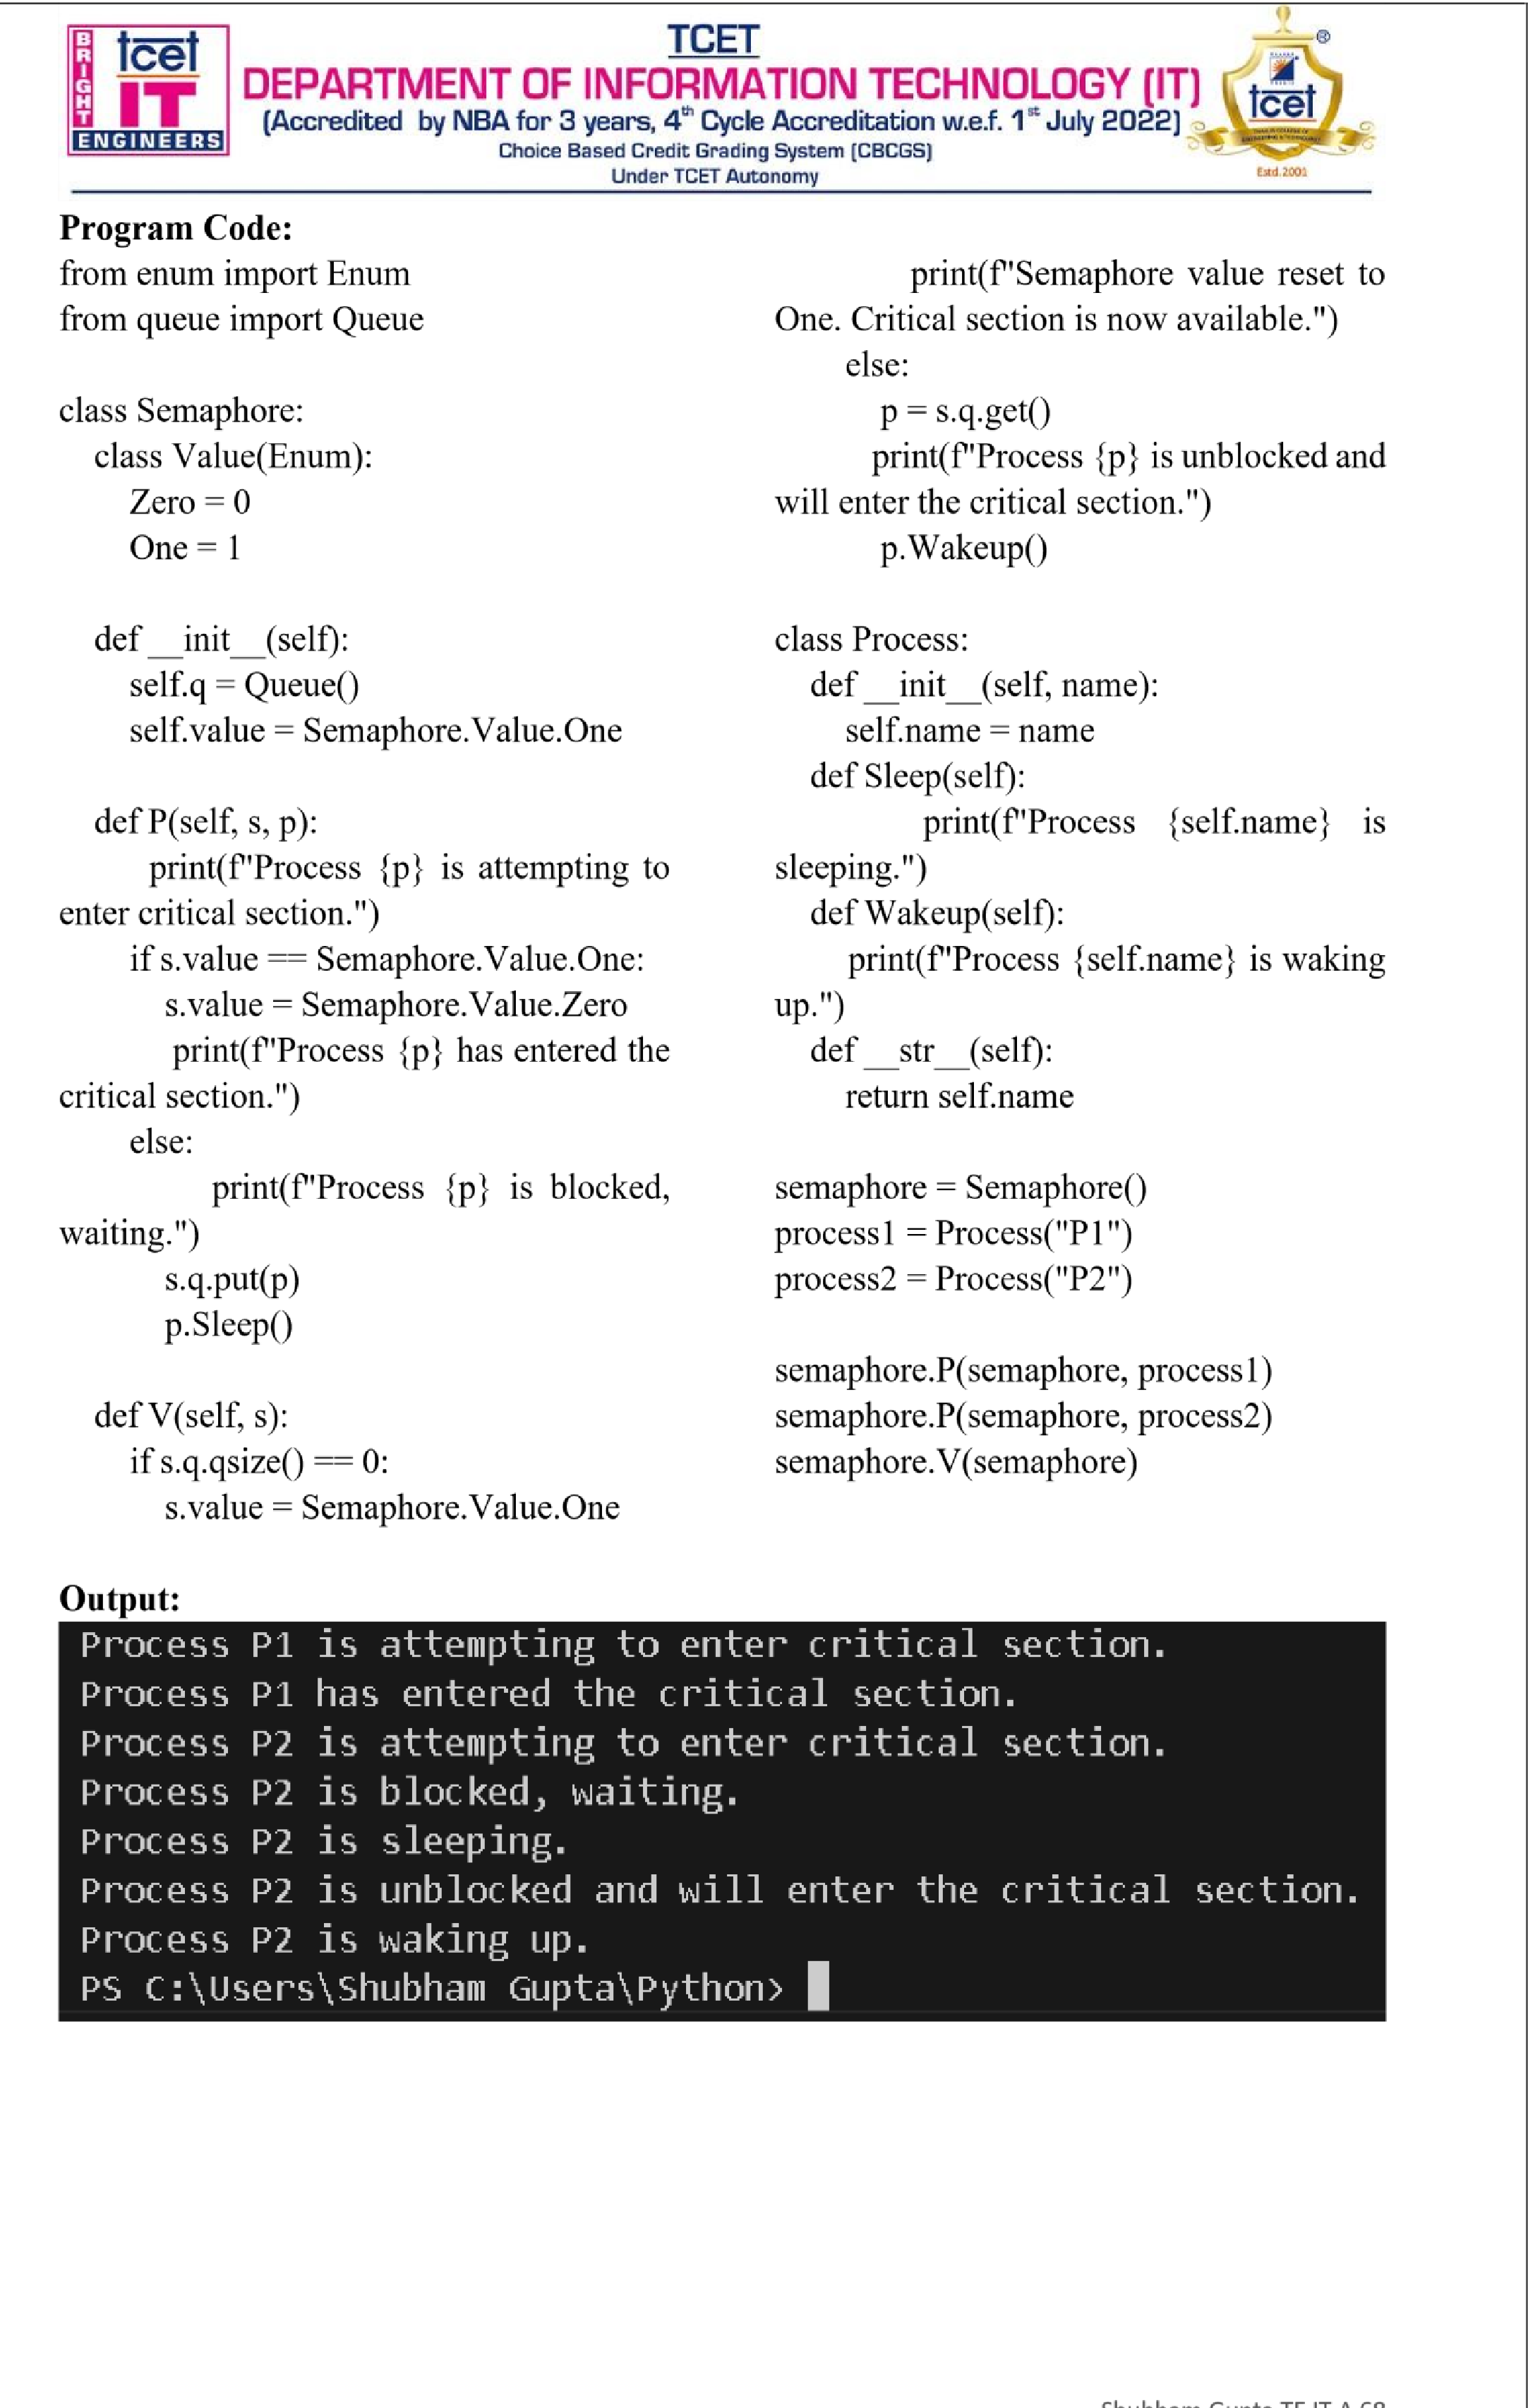 BRIGHT
tcet
IT
ENGINEERS
TCET
DEPARTMENT OF INFORMATION TECHNOLOGY (IT)
(Accredited by NBA for 3 years, 4th Cycle Accreditation w.e.f. 1st July 2022)
Choice Based Credit Grading System (CBCGS)
Under TCET Autonomy
®
tcet
Estd.2001
Program Code:
from enum import Enum
from queue import Queue
class Semaphore:
class Value(Enum):
Zero = 0
One = 1
def __init__(self):
self.q = Queue()
self.value = Semaphore.Value.One
def P(self, s, p):
print(f"Process {p} is attempting to
enter critical section.")
if s.value == Semaphore.Value.One:
s.value = Semaphore.Value.Zero
print(f"Process {p} has entered the
critical section.")
else:
print(f"Process {p} is blocked,
waiting.")
s.q.put(p)
p.Sleep()
def V(self, s):
if s.q.qsize() == 0:
s.value = Semaphore.Value.One
print(f"Semaphore value reset to
One. Critical section is now available.")
else:
p = s.q.get()
print(f"Process {p} is unblocked and
will enter the critical section.")
p.Wakeup()
class Process:
def __init__(self, name):
self.name = name
def Sleep(self):
print(f"Process {self.name} is
sleeping.")
def Wakeup(self):
print(f"Process {self.name} is waking
up.")
def __str__(self):
return self.name
semaphore = Semaphore()
process1 = Process("P1")
process2 = Process("P2")
semaphore.P(semaphore, process1)
semaphore.P(semaphore, process2)
semaphore.V(semaphore)
Output:
Process P1 is attempting to enter critical section.
Process P1 has entered the critical section.
Process P2 is attempting to enter critical section.
Process P2 is blocked, waiting.
Process P2 is sleeping.
Process P2 is unblocked and will enter the critical section.
Process P2 is waking up.
PS C:\Users\Shubham Gupta\Python>
Shubham Gupta TE IT A 68